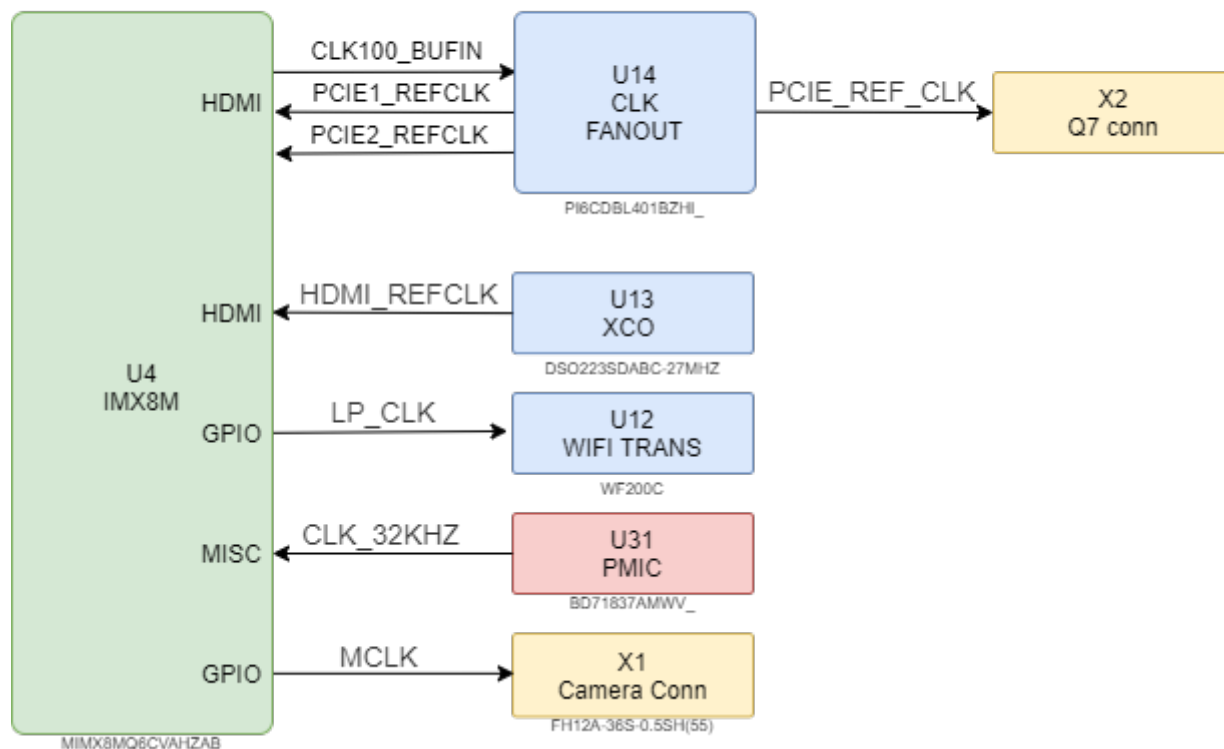 CLK100_BUFIN
PCIE1_REFCLK
PCIE2_REFCLK
HDMI
U14
CLK
FANOUT
PI6CDBL401BZHI_
PCIE_REF_CLK
X2
Q7 conn
HDMI
HDMI_REFCLK
U13
XCO
DSO223SDABC-27MHZ
U4
IMX8M
GPIO
LP_CLK
U12
WIFI TRANS
WF200C
MISC
CLK_32KHZ
U31
PMIC
BD71837AMWV_
GPIO
MCLK
X1
Camera Conn
FH12A-36S-0.5SH(55)
MIMX8MQ6CVAHZAB